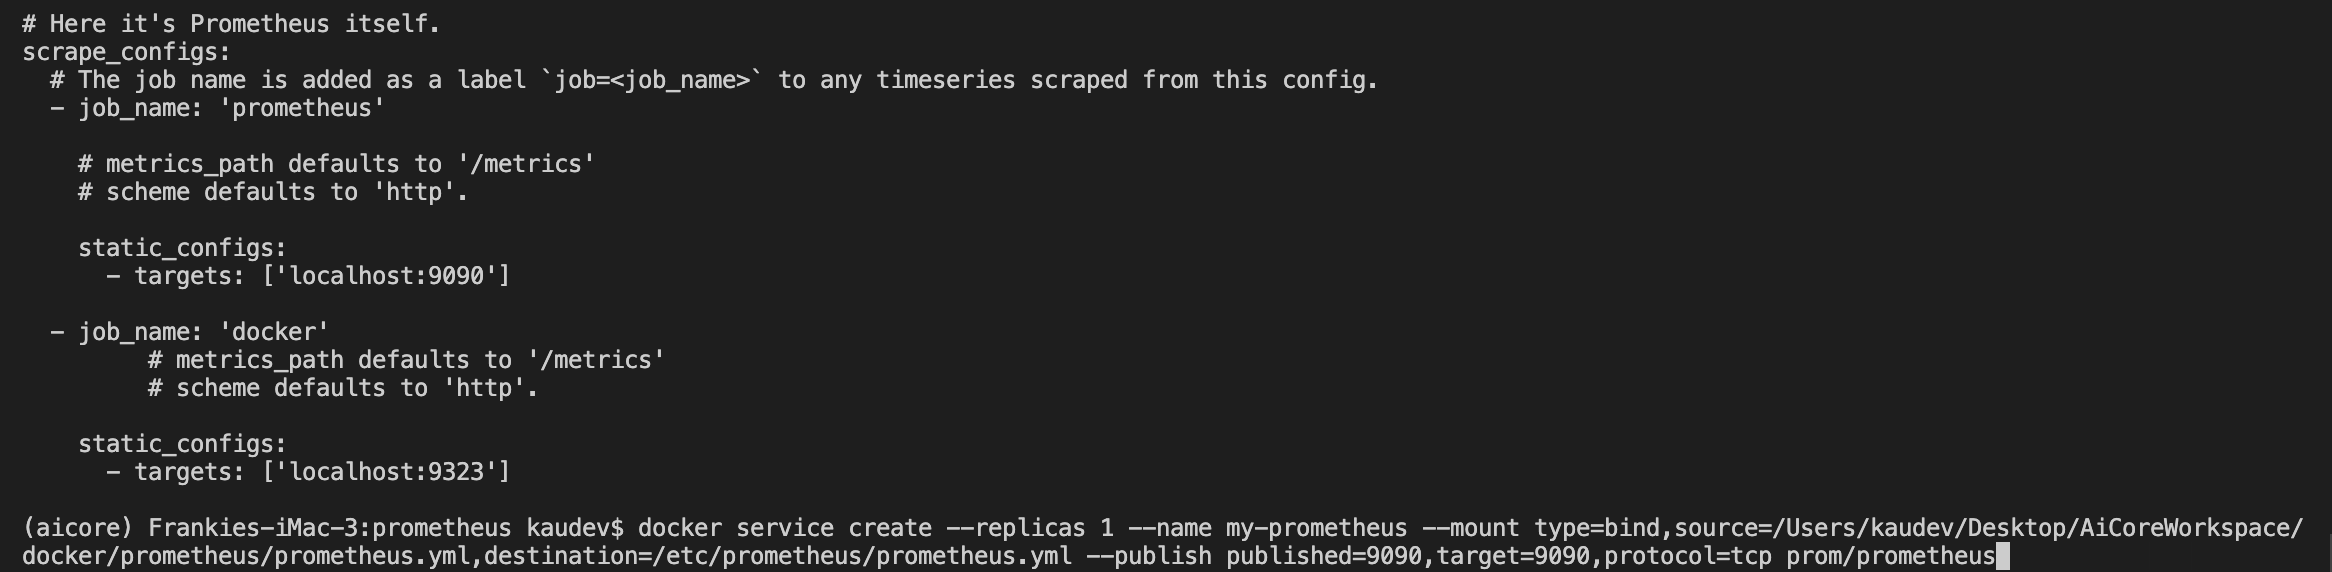 # Here it's Prometheus itself.
scrape_configs:
  # The job name is added as a label `job=<job_name>` to any timeseries scraped from this config.
  - job_name: 'prometheus'

    # metrics_path defaults to '/metrics'
    # scheme defaults to 'http'.

    static_configs:
      - targets: ['localhost:9090']

  - job_name: 'docker'
         # metrics_path defaults to '/metrics'
         # scheme defaults to 'http'.

    static_configs:
      - targets: ['localhost:9323']

(aicore) Frankies-iMac-3:prometheus kaudev$ docker service create --replicas 1 --name my-prometheus --mount type=bind,source=/Users/kaudev/Desktop/AiCoreWorkspace/
docker/prometheus/prometheus.yml,destination=/etc/prometheus/prometheus.yml --publish published=9090,target=9090,protocol=tcp prom/prometheus